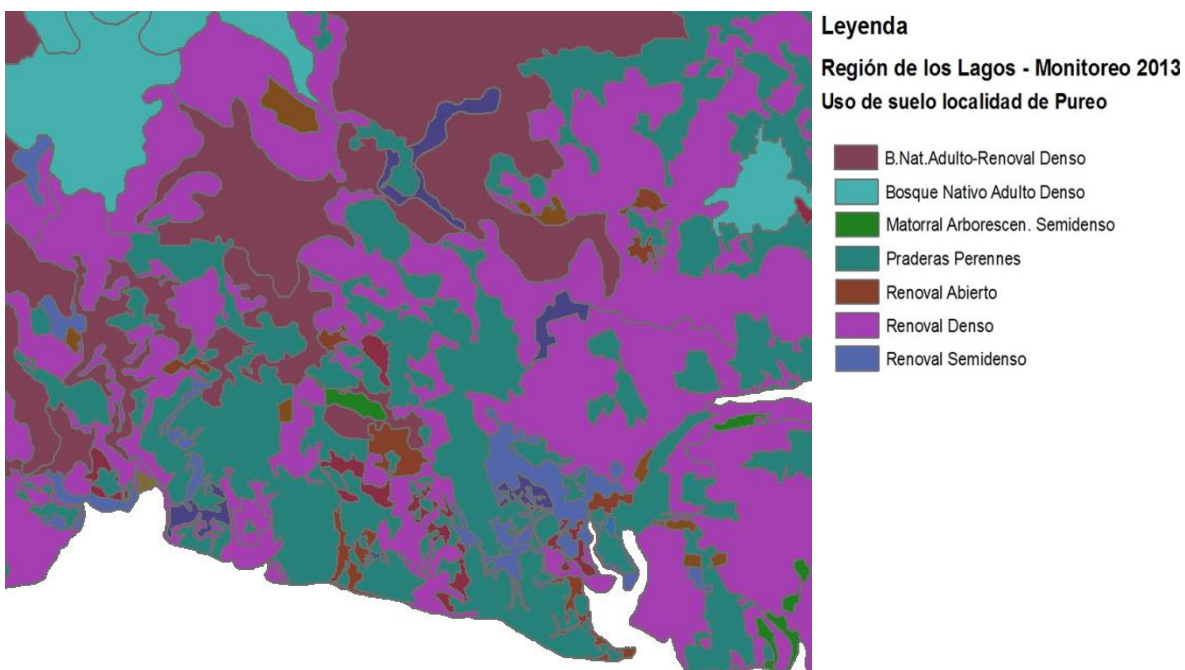 Leyenda
Región de los Lagos - Monitoreo 2013
Uso de suelo localidad de Pureo
B.Nat.Adulto-Renoval Denso
Bosque Nativo Adulto Denso
Matorral Arborescen. Semidenso
Praderas Perennes
Renoval Abierto
Renoval Denso
Renoval Semidenso